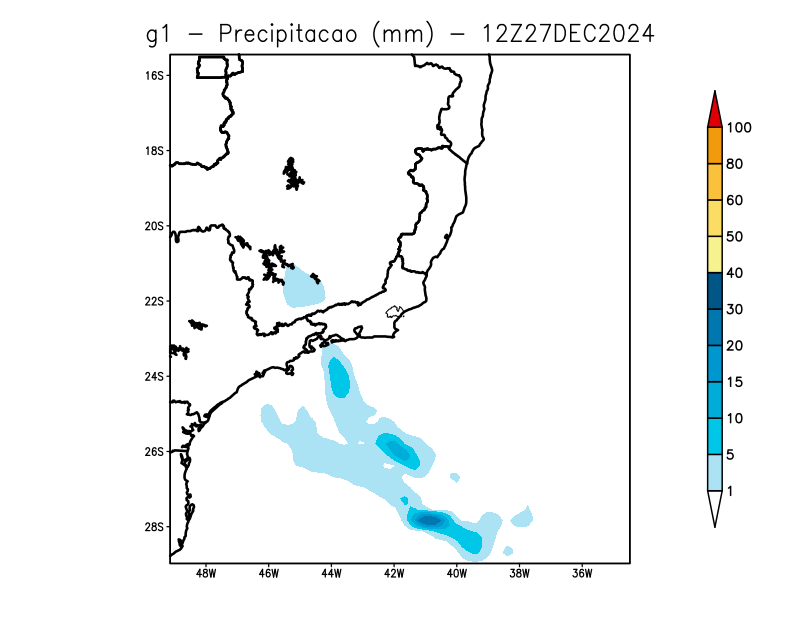 g1 – Precipitacao (mm) – 12Z27DEC2024
16S
18S
20S
22S
24S
26S
28S
48W 46W 44W 42W 40W 38W 36W
100
80
60
50
40
30
20
15
10
5
1